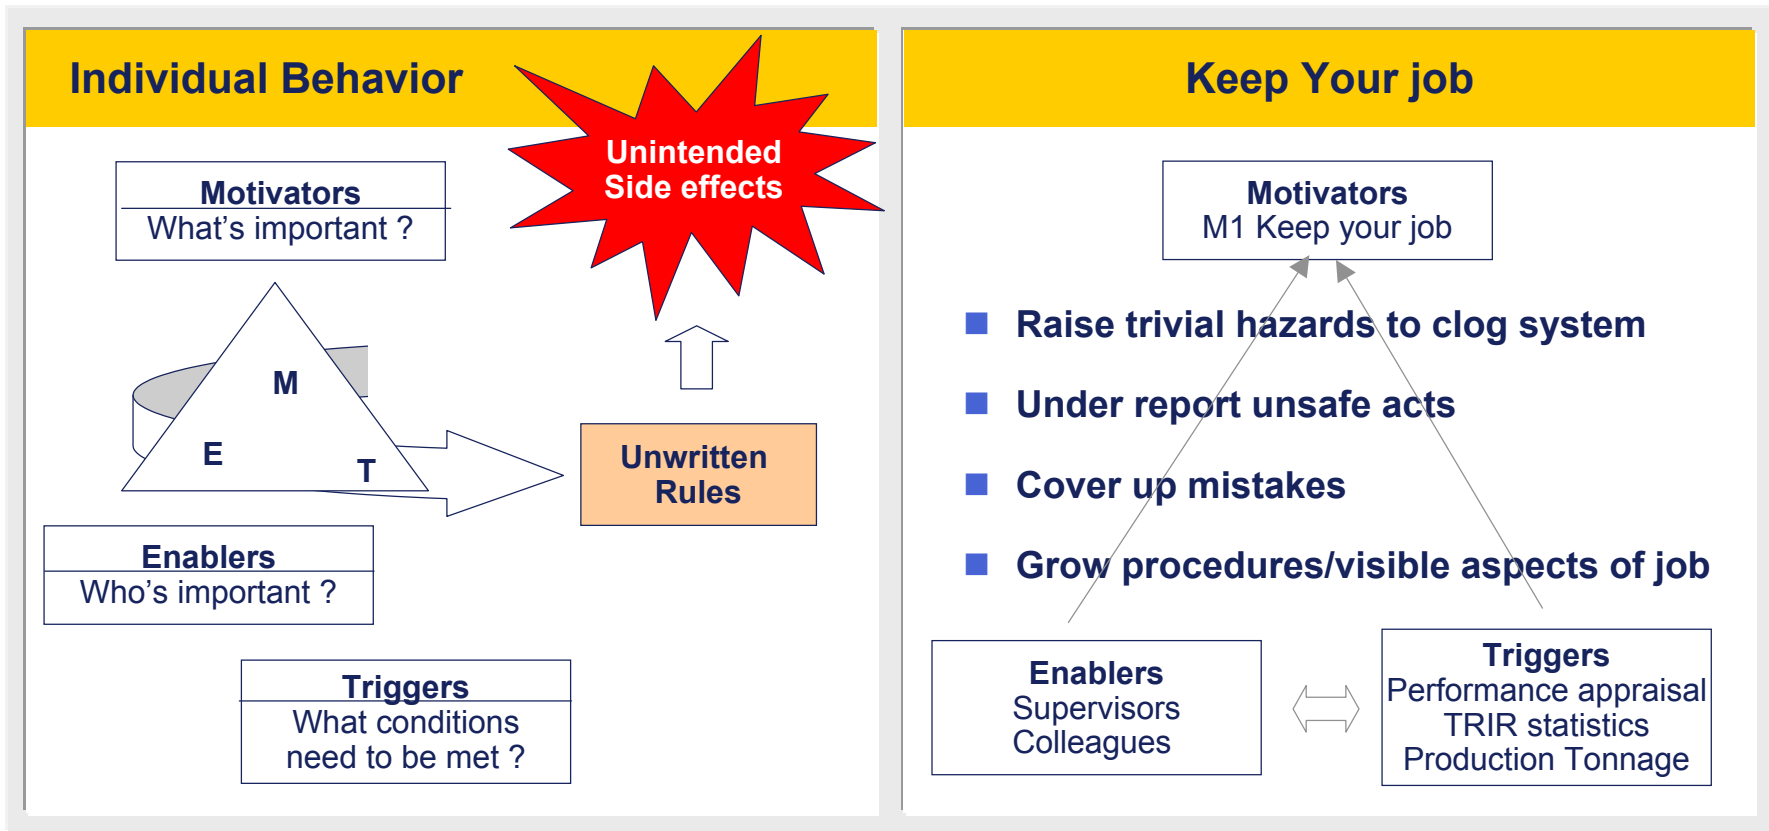 Individual Behavior
Unintended
Side effects
Motivators
What's important ?
M
E
T
Unwritten
Rules
Enablers
Who's important ?
Triggers
What conditions
need to be met ?
Keep Your job
Motivators
M1 Keep your job
Raise trivial hazards to clog system
Under report unsafe acts
Cover up mistakes
Grow procedures/visible aspects of job
Enablers
Supervisors
Colleagues
Triggers
Performance appraisal
TRIR statistics
Production Tonnage